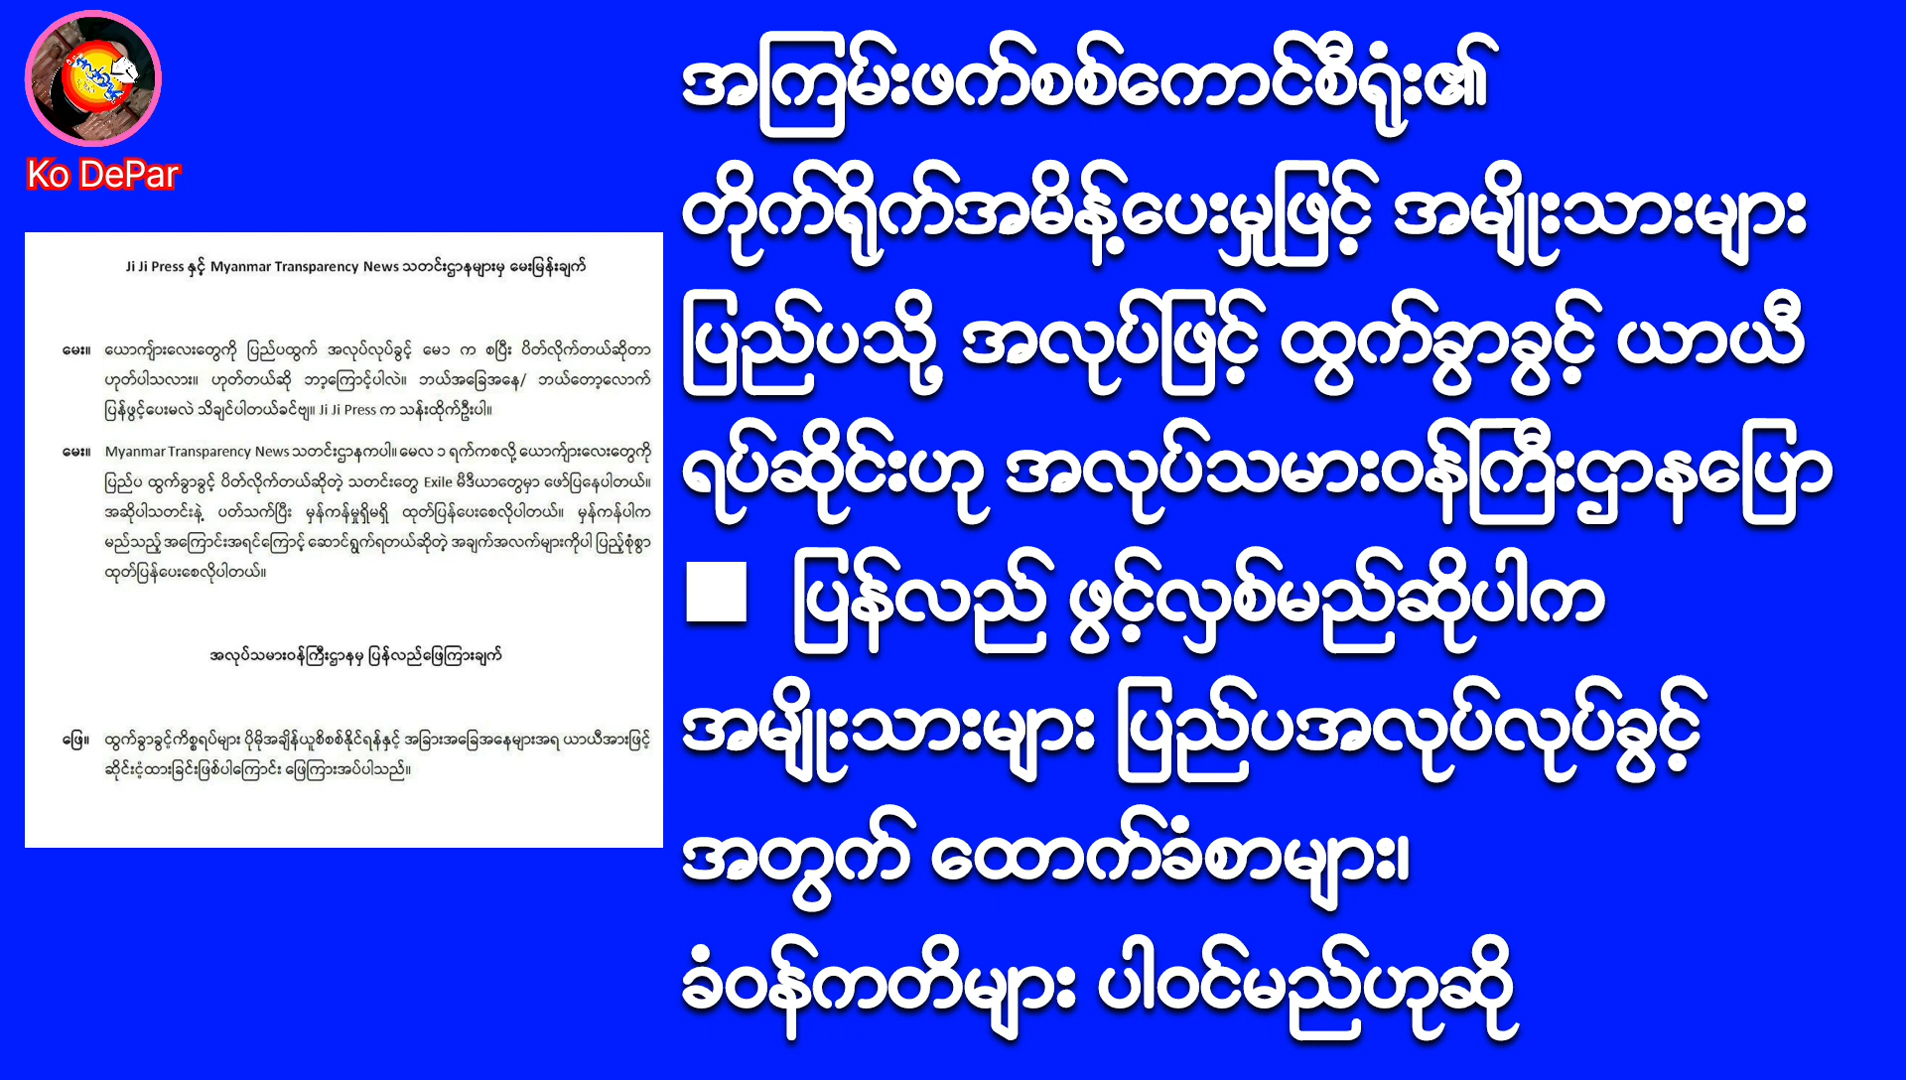 Ko DePar
Ji Ji Press နှင့် Myanmar Transparency News သတင်းဌာနများမှ မေးမြန်းချက်
မေး။ ယောကျ်ားလေးတွေကို ပြည်ပထွက် အလုပ်လုပ်ခွင့် မေ၁ က စပြီး ပိတ်လိုက်တယ်ဆိုတာ
ဟုတ်ပါသလား။ ဟုတ်တယ်ဆို ဘာ့ကြောင့်ပါလဲ။ ဘယ်အခြေအနေ/ ဘယ်တော့လောက်
ပြန်ဖွင့်ပေးမလဲ သိချင်ပါတယ်ခင်ဗျ။ Ji Ji Press က သန်းထိုက်ဦးပါ။
မေး။ Myanmar Transparency News သတင်းဌာနကပါ။ မေလ ၁ ရက်ကစလို့ ယောကျ်ားလေးတွေကို
ပြည်ပ ထွက်ခွာခွင့် ပိတ်လိုက်တယ်ဆိုတဲ့ သတင်းတွေ Exile မီဒီယာတွေမှာ ဖော်ပြနေပါတယ်။
အဆိုပါသတင်းနဲ့ ပတ်သက်ပြီး မှန်ကန်မှုရှိမရှိ ထုတ်ပြန်ပေးစေလိုပါတယ်။ မှန်ကန်ပါက
မည်သည့် အကြောင်းအရင်ကြောင့် ဆောင်ရွက်ရတယ်ဆိုတဲ့ အချက်အလက်များကိုပါ ပြည့်စုံစွာ
ထုတ်ပြန်ပေးစေလိုပါတယ်။
အလုပ်သမားဝန်ကြီးဌာနမှ ပြန်လည်ဖြေကြားချက်
ဖြေ။ ထွက်ခွာခွင့်ကိစ္စရပ်များ ပိုမိုအချိန်ယူစိစစ်နိုင်ရန်နှင့် အခြားအခြေအနေများအရ ယာယီအားဖြင့်
ဆိုင်းငံ့ထားခြင်းဖြစ်ပါကြောင်း ဖြေကြားအပ်ပါသည်။
အကြမ်းဖက်စစ်ကောင်စီရုံး၏
တိုက်ရိုက်အမိန့်ပေးမှုဖြင့် အမျိုးသားများ
ပြည်ပသို့ အလုပ်ဖြင့် ထွက်ခွာခွင့် ယာယီ
ရပ်ဆိုင်းဟု အလုပ်သမားဝန်ကြီးဌာနပြော
■ ပြန်လည် ဖွင့်လှစ်မည်ဆိုပါက
အမျိုးသားများ ပြည်ပအလုပ်လုပ်ခွင့်
အတွက် ထောက်ခံစာများ၊
ခံဝန်ကတိများ ပါဝင်မည်ဟုဆို